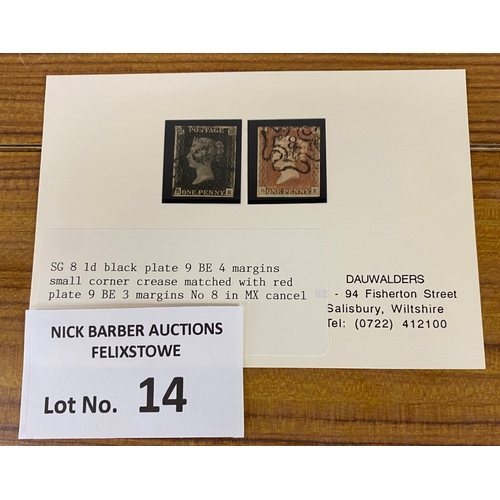 POSTAGE
ONE PENNY
B E
ONE PENNY
B E
SG 8 1d black plate 9 BE 4 margins
small corner crease matched with red
plate 9 BE 3 margins No 8 in MX cancel
DAUWALDERS
92 - 94 Fisherton Street
Salisbury, Wiltshire
Tel: (0722) 412100
NICK BARBER AUCTIONS
FELIXSTOWE
Lot No. 14